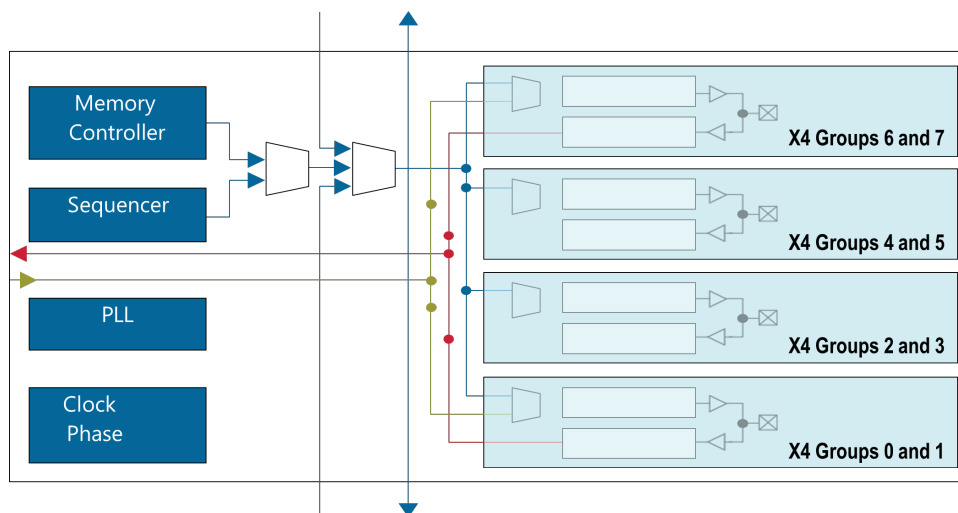 Memory
Controller
Sequencer
PLL
Clock
Phase
X4 Groups 6 and 7
X4 Groups 4 and 5
X4 Groups 2 and 3
X4 Groups 0 and 1